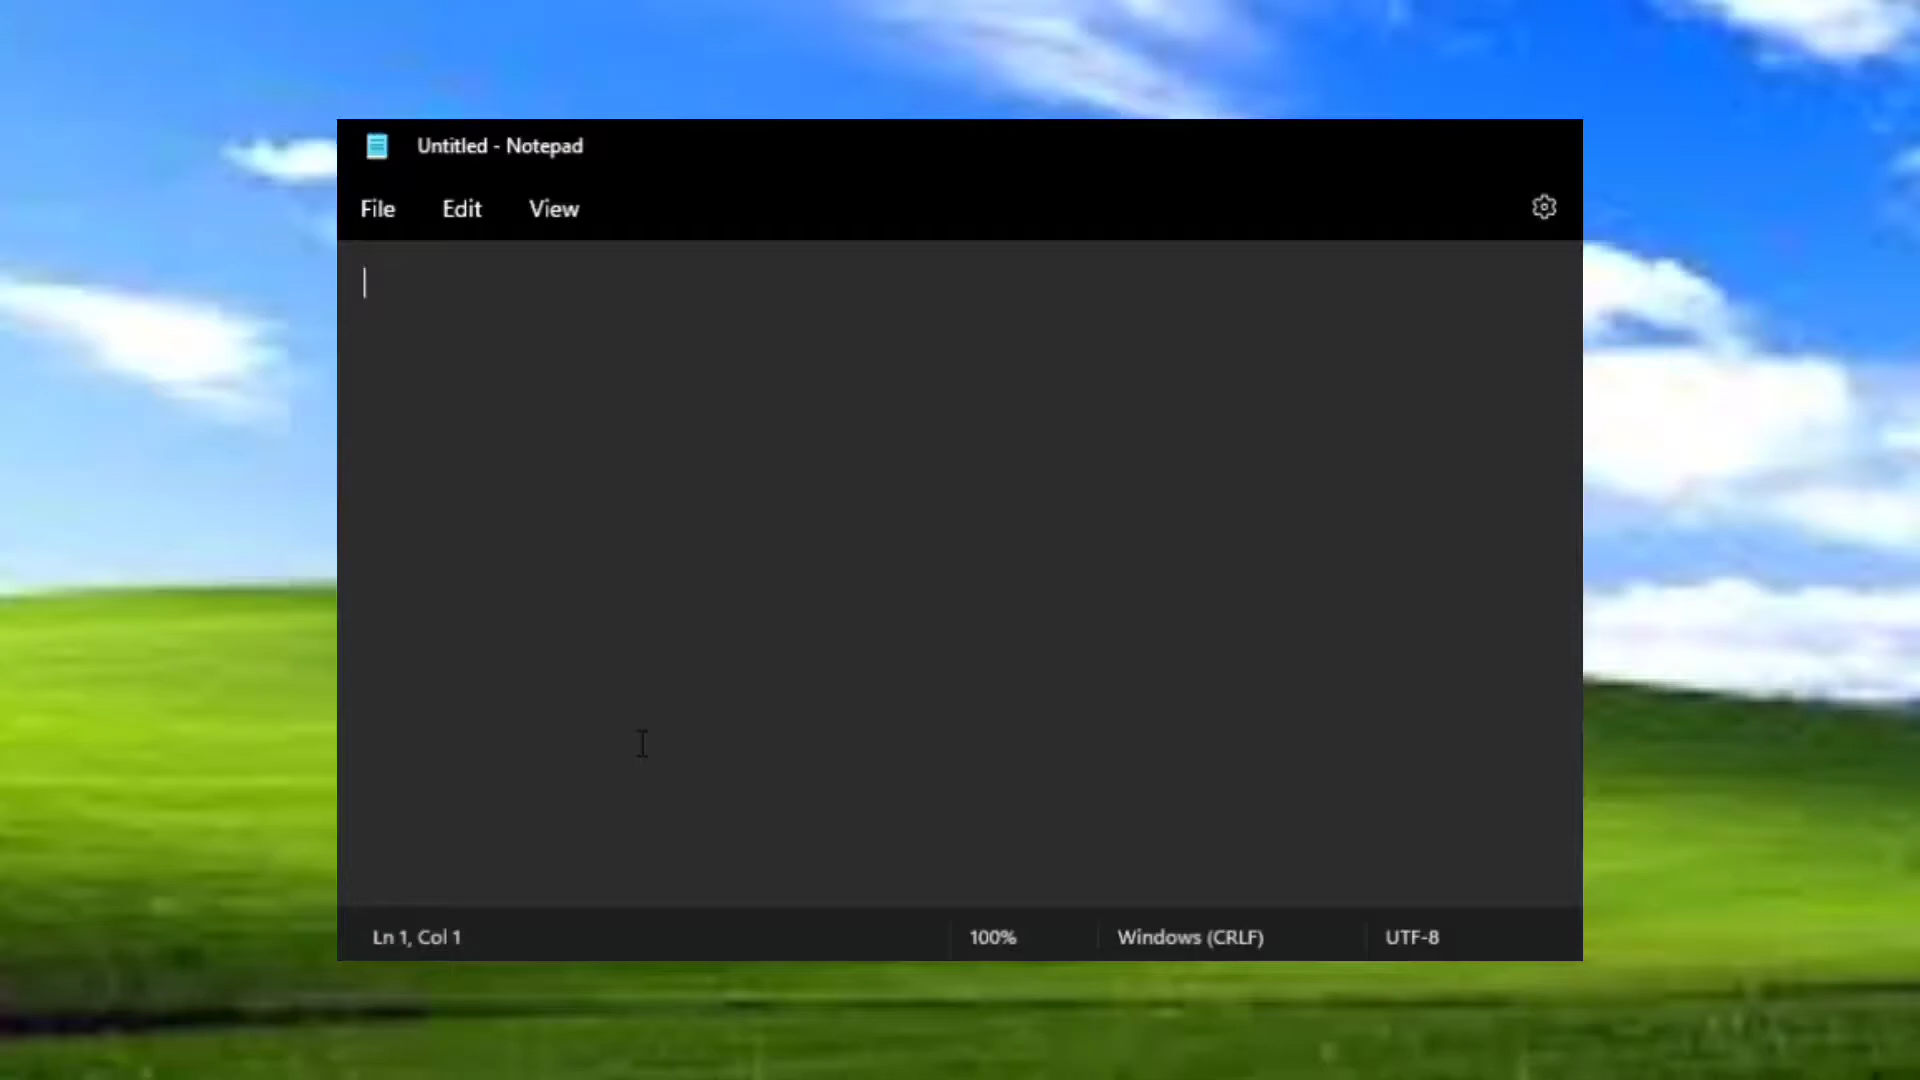 Untitled - Notepad
File Edit View
Ln 1, Col 1 100% Windows (CRLF) UTF-8